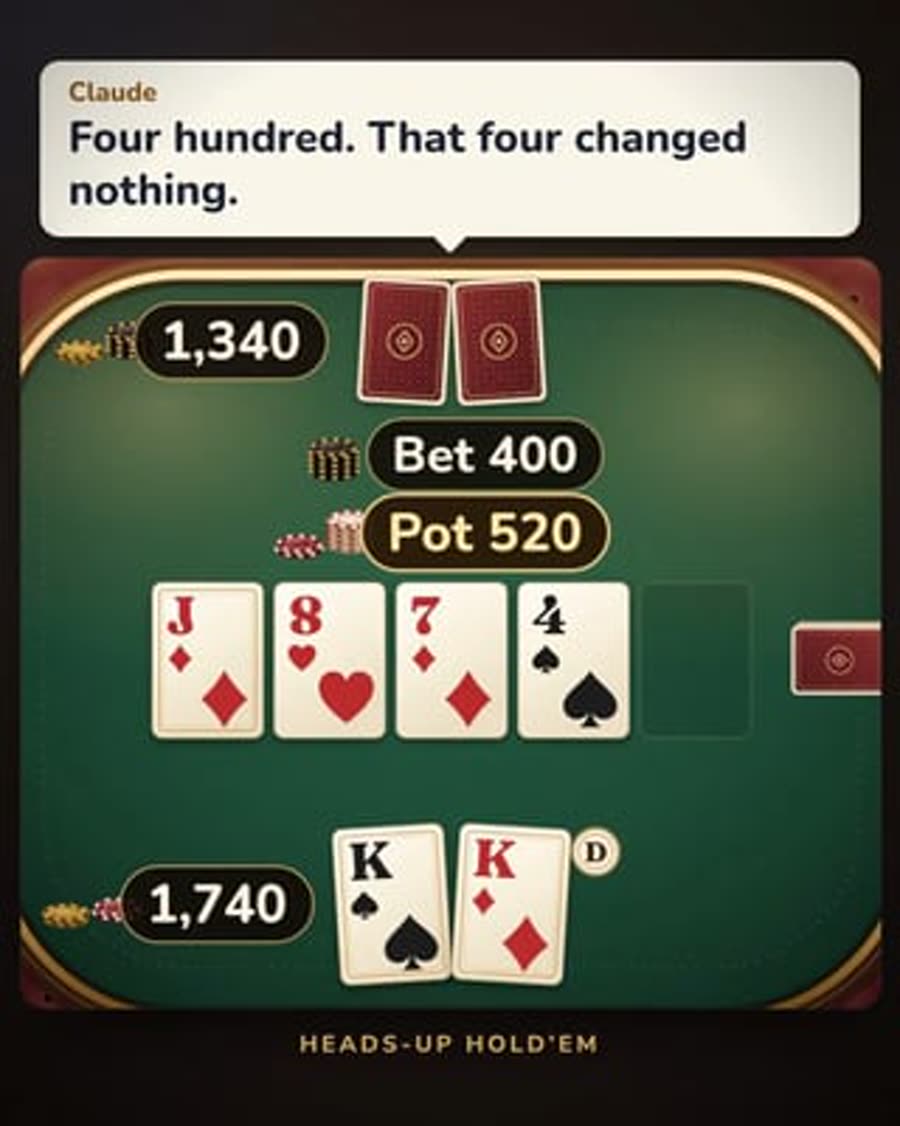 Claude
Four hundred. That four changed
nothing.
1,340
Bet 400
Pot 520
J 8 7 4
K K D
1,740
HEADS-UP HOLD'EM